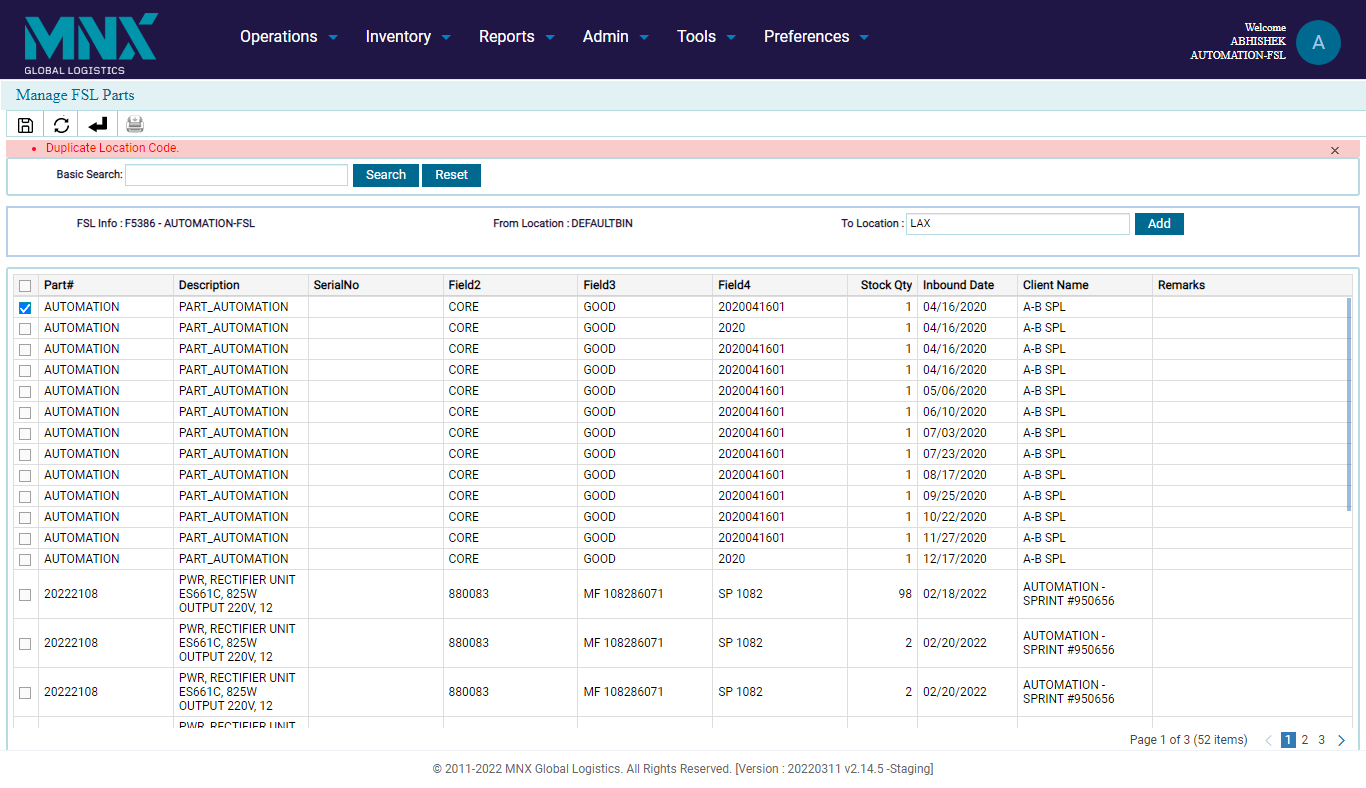 MNX
GLOBAL LOGISTICS
Operations Inventory Reports Admin Tools Preferences
Welcome
ABHISHEK
AUTOMATION-FSL
A
Manage FSL Parts
• Duplicate Location Code.
×
Basic Search: Search Reset
FSL Info : F5386 - AUTOMATION-FSL From Location : DEFAULTBIN To Location : LAX Add
Part# Description SerialNo Field2 Field3 Field4 Stock Qty Inbound Date Client Name Remarks
AUTOMATION PART_AUTOMATION CORE GOOD 2020041601 1 04/16/2020 A-B SPL
AUTOMATION PART_AUTOMATION CORE GOOD 2020 1 04/16/2020 A-B SPL
AUTOMATION PART_AUTOMATION CORE GOOD 2020041601 1 04/16/2020 A-B SPL
AUTOMATION PART_AUTOMATION CORE GOOD 2020041601 1 04/16/2020 A-B SPL
AUTOMATION PART_AUTOMATION CORE GOOD 2020041601 1 05/06/2020 A-B SPL
AUTOMATION PART_AUTOMATION CORE GOOD 2020041601 1 06/10/2020 A-B SPL
AUTOMATION PART_AUTOMATION CORE GOOD 2020041601 1 07/03/2020 A-B SPL
AUTOMATION PART_AUTOMATION CORE GOOD 2020041601 1 07/23/2020 A-B SPL
AUTOMATION PART_AUTOMATION CORE GOOD 2020041601 1 08/17/2020 A-B SPL
AUTOMATION PART_AUTOMATION CORE GOOD 2020041601 1 09/25/2020 A-B SPL
AUTOMATION PART_AUTOMATION CORE GOOD 2020041601 1 10/22/2020 A-B SPL
AUTOMATION PART_AUTOMATION CORE GOOD 2020041601 1 11/27/2020 A-B SPL
AUTOMATION PART_AUTOMATION CORE GOOD 2020 1 12/17/2020 A-B SPL
PWR, RECTIFIER UNIT
20222108 ES661C, 825W 880083 MF 108286071 SP 1082 98 02/18/2022 AUTOMATION -
OUTPUT 220V, 12 SPRINT #950656
PWR, RECTIFIER UNIT
20222108 ES661C, 825W 880083 MF 108286071 SP 1082 2 02/20/2022 AUTOMATION -
OUTPUT 220V, 12 SPRINT #950656
PWR, RECTIFIER UNIT
20222108 ES661C, 825W 880083 MF 108286071 SP 1082 2 02/20/2022 AUTOMATION -
OUTPUT 220V, 12 SPRINT #950656
PWR, RECTIFIER UNIT
Page 1 of 3 (52 items) 1 2 3
© 2011-2022 MNX Global Logistics. All Rights Reserved. [Version : 20220311 v2.14.5 -Staging]